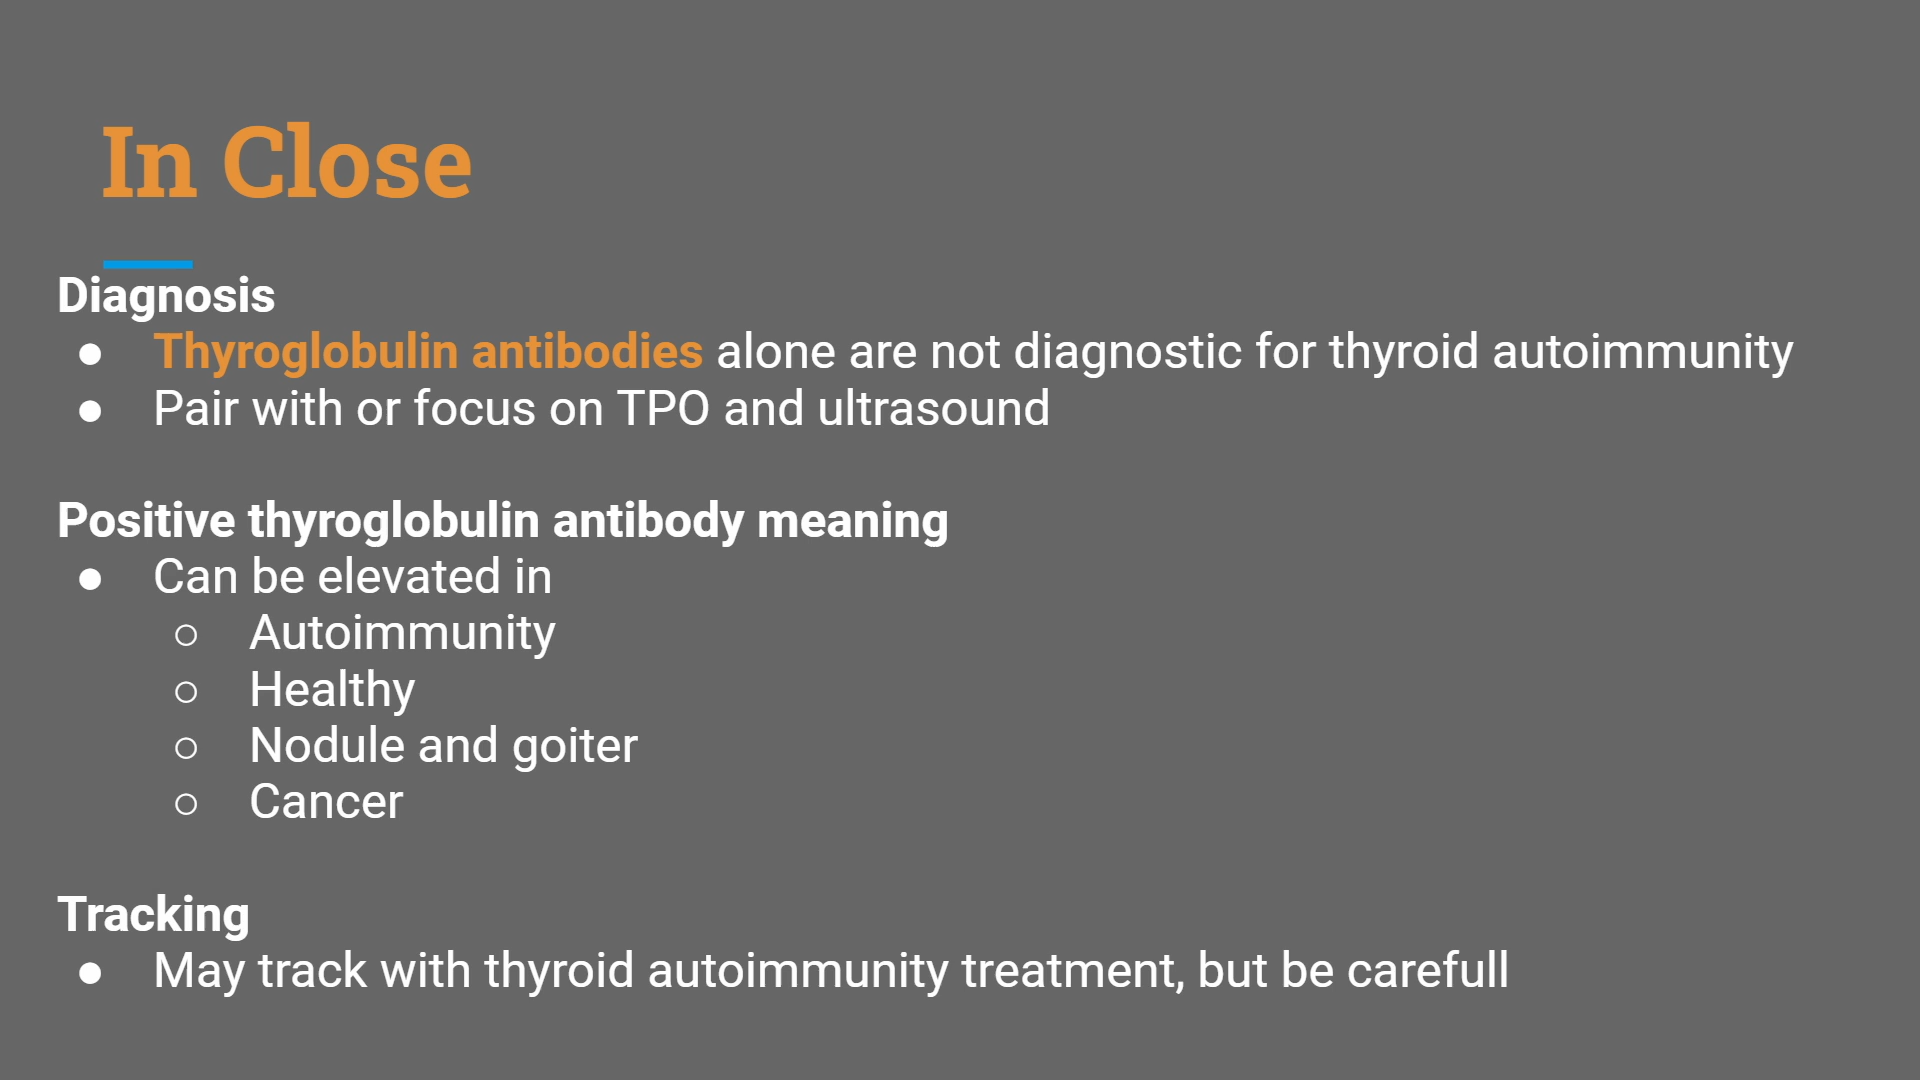 In Close
Diagnosis
● Thyroglobulin antibodies alone are not diagnostic for thyroid autoimmunity
● Pair with or focus on TPO and ultrasound
Positive thyroglobulin antibody meaning
● Can be elevated in
○ Autoimmunity
○ Healthy
○ Nodule and goiter
○ Cancer
Tracking
● May track with thyroid autoimmunity treatment, but be carefull